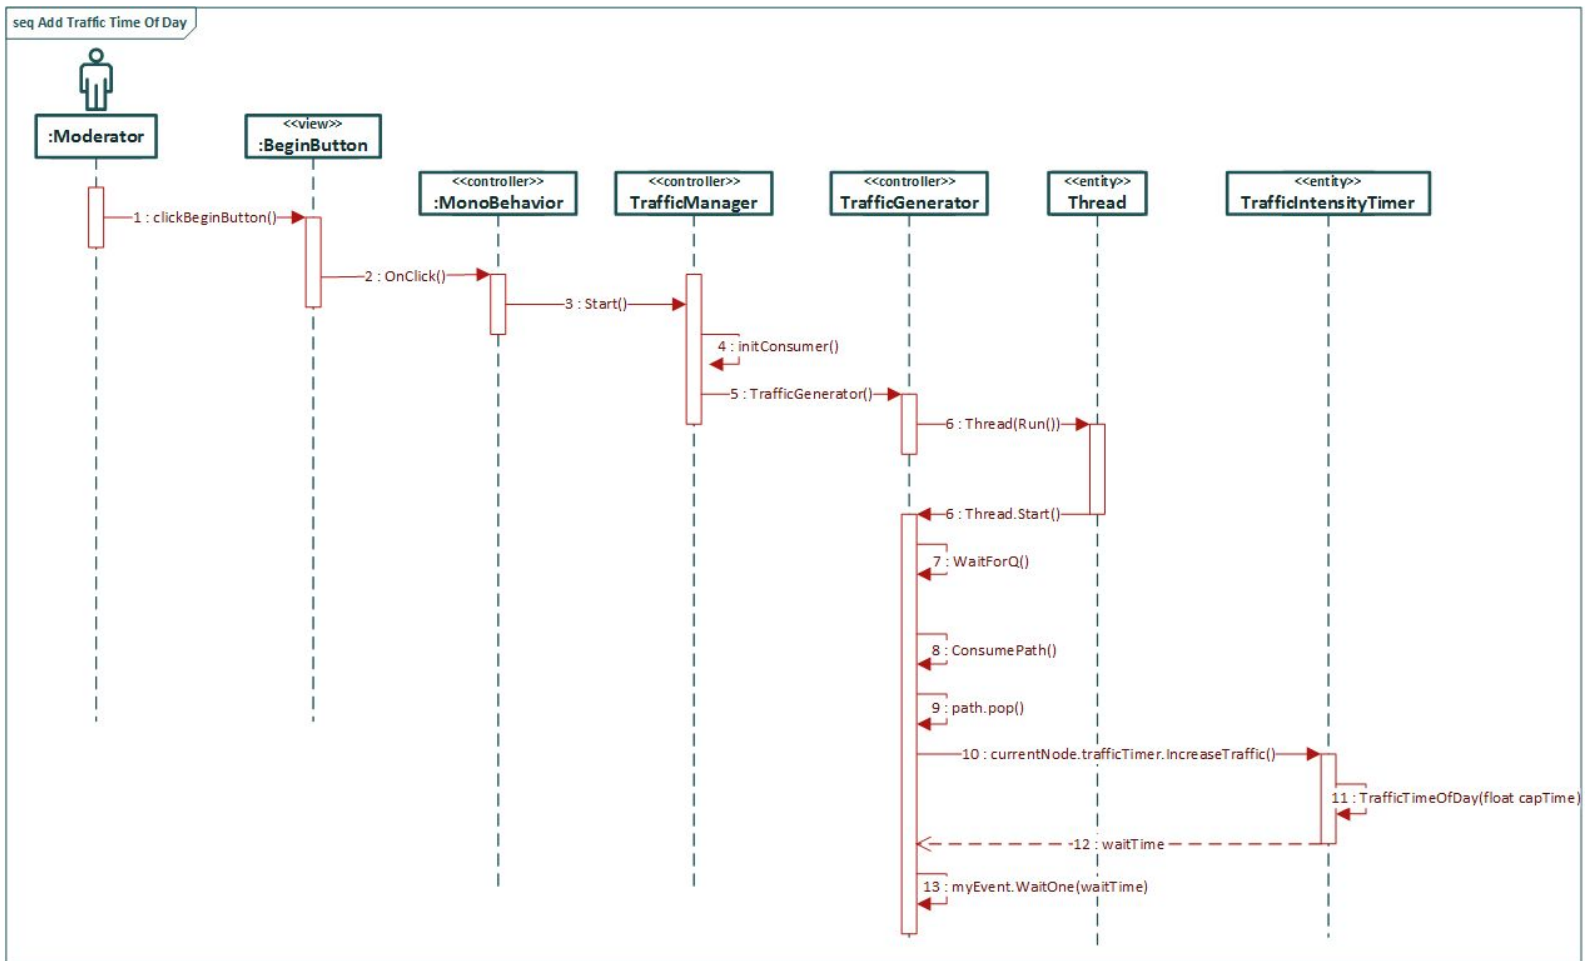 seq Add Traffic Time Of Day
:Moderator
<<view>>
:BeginButton
<<controller>>
:MonoBehavior
<<controller>>
TrafficManager
<<controller>>
TrafficGenerator
<<entity>>
Thread
<<entity>>
TrafficIntensityTimer
1 : clickBeginButton()
2 : OnClick()
3 : Start()
4 : initConsumer()
5 : TrafficGenerator()
6 : Thread(Run())
6 : Thread.Start()
7 : WaitForQ()
8 : ConsumePath()
9 : path.pop()
10 : currentNode.trafficTimer.IncreaseTraffic()
11 : TrafficTimeOfDay(float capTime)
12 : waitTime
13 : myEvent.WaitOne(waitTime)